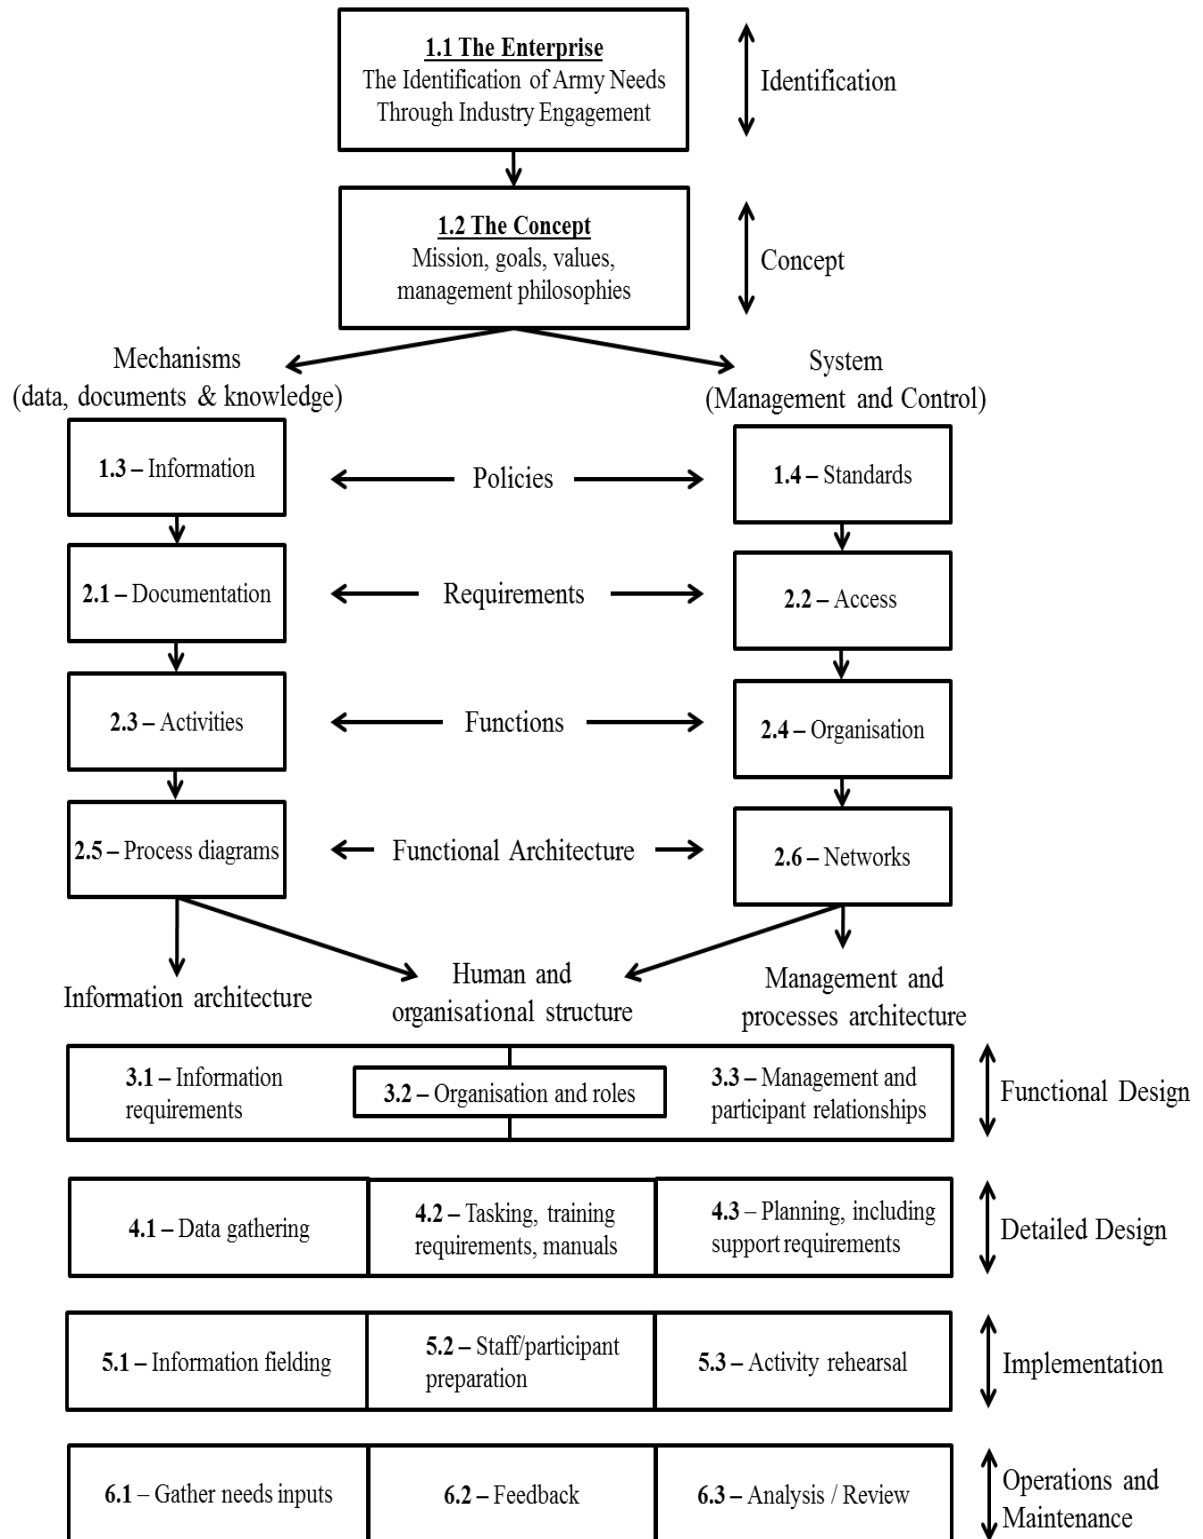 1.1 The Enterprise
The Identification of Army Needs
Through Industry Engagement
Identification
1.2 The Concept
Mission, goals, values,
management philosophies
Concept
Mechanisms
(data, documents & knowledge)
System
(Management and Control)
1.3 – Information
Policies
1.4 – Standards
2.1 – Documentation
Requirements
2.2 – Access
2.3 – Activities
Functions
2.4 – Organisation
2.5 – Process diagrams
Functional Architecture
2.6 – Networks
Information architecture
Human and
organisational structure
Management and
processes architecture
3.1 – Information
requirements
3.2 – Organisation and roles
3.3 – Management and
participant relationships
Functional Design
4.1 – Data gathering
4.2 – Tasking, training
requirements, manuals
4.3 – Planning, including
support requirements
Detailed Design
5.1 – Information fielding
5.2 – Staff/participant
preparation
5.3 – Activity rehearsal
Implementation
6.1 – Gather needs inputs
6.2 – Feedback
6.3 – Analysis / Review
Operations and
Maintenance